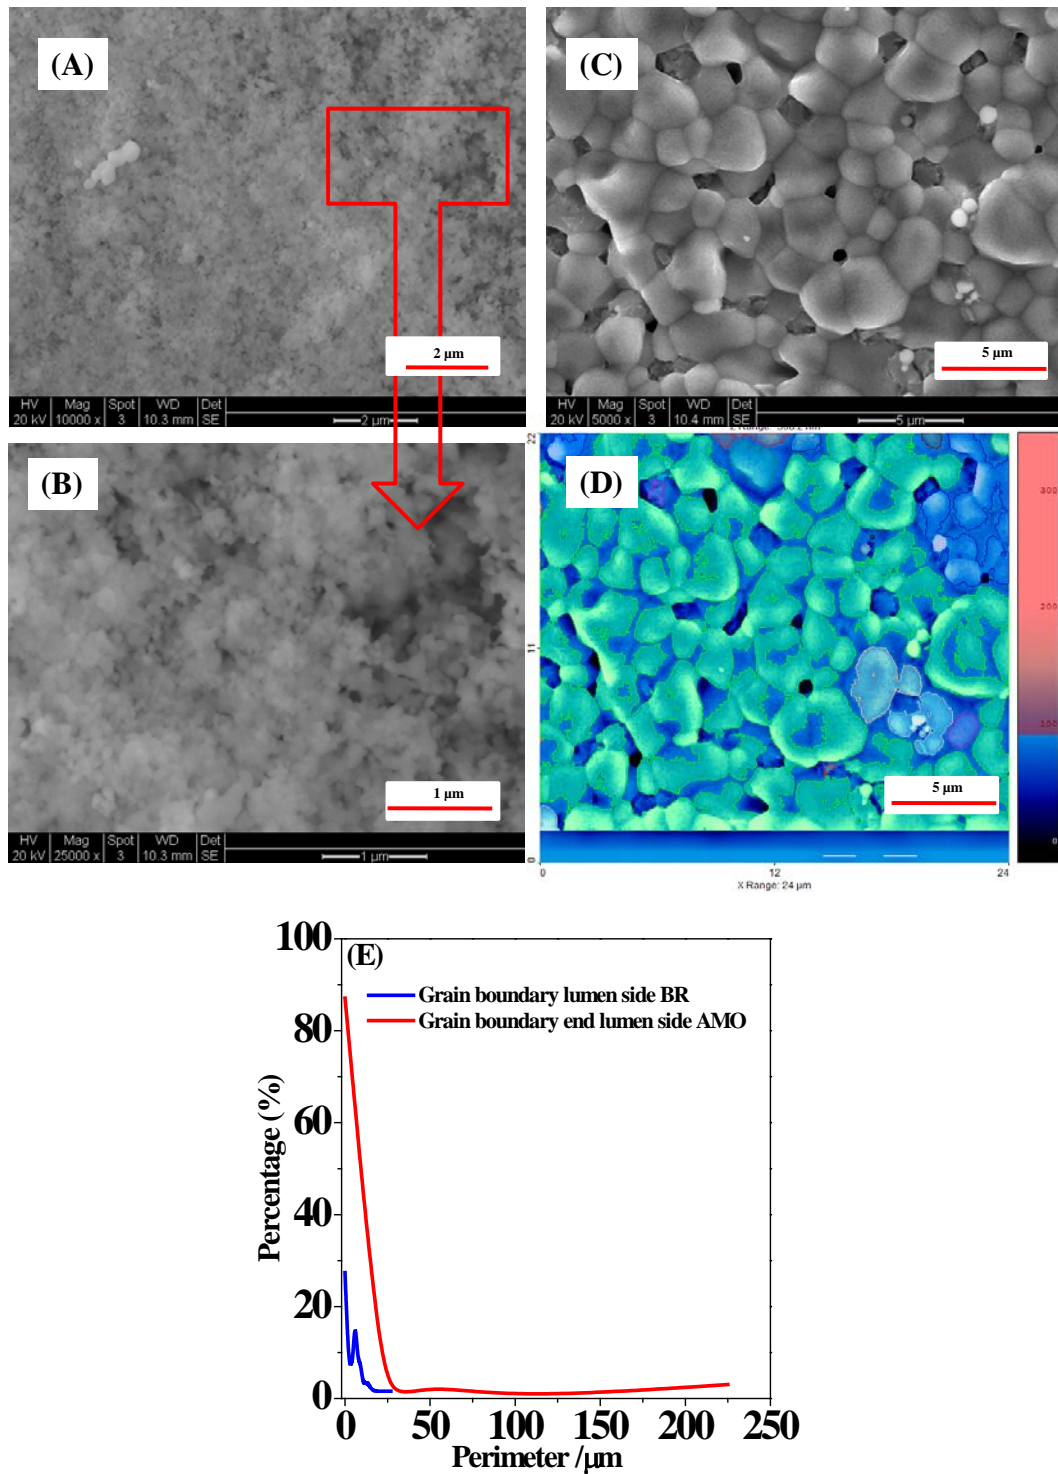 (A)
2 µm
HV Mag Spot WD Det
20 kV 10000 x 3 10.3 mm SE
2 µm
(B)
1 µm
HV Mag Spot WD Det
20 kV 25000 x 3 10.3 mm SE
1 µm
(C)
5 µm
HV Mag Spot WD Det
20 kV 5000 x 3 10.4 mm SE
5 µm
22
(D)
300
200
11
100
5 µm
0
0
0
12
24
X Range: 24 µm
(E)
100
80
60
40
20
0
Percentage (%)
Grain boundary lumen side BR
Grain boundary end lumen side AMO
0 50 100 150 200 250
Perimeter /µm